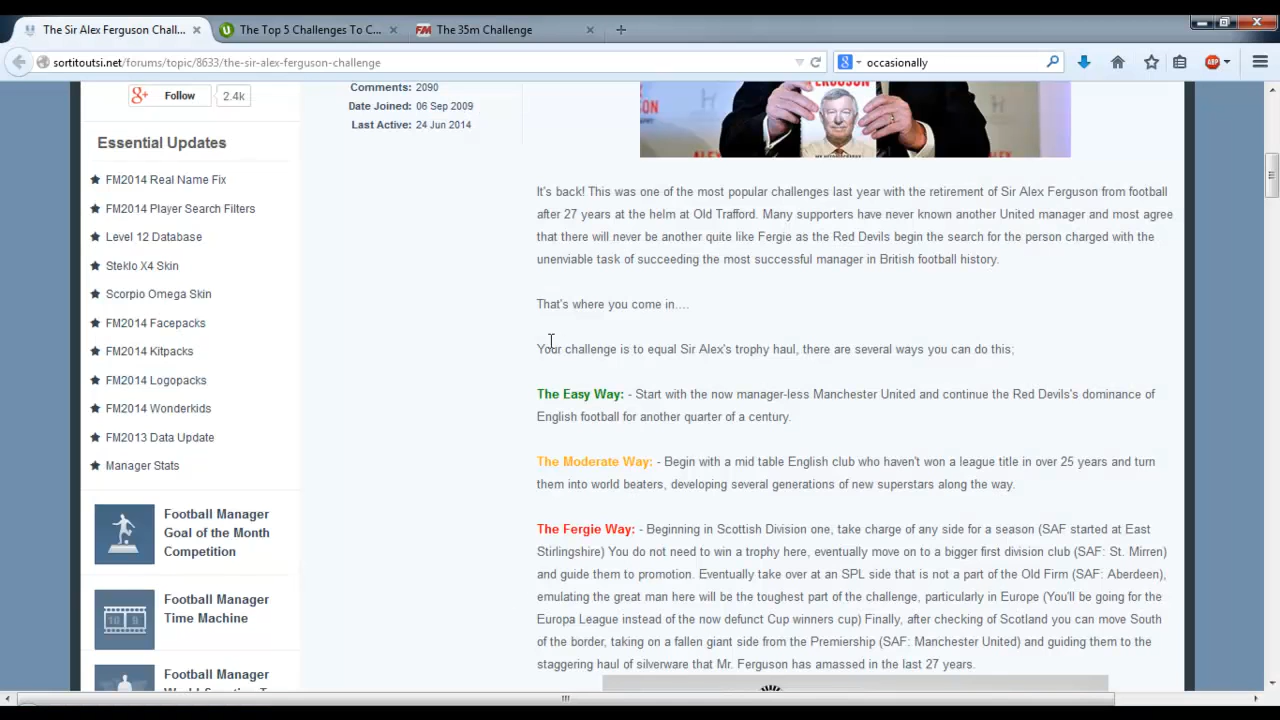 The Sir Alex Ferguson Chall...
The Top 5 Challenges To C...
FM The 35m Challenge
sortitoutsi.net/forums/topic/8633/the-sir-alex-ferguson-challenge
occasionally
ABP
Follow
2.4k
Comments: 2090
Date Joined: 06 Sep 2009
Last Active: 24 Jun 2014
Essential Updates
FM2014 Real Name Fix
FM2014 Player Search Filters
Level 12 Database
Steklo X4 Skin
Scorpio Omega Skin
FM2014 Facepacks
FM2014 Kitpacks
FM2014 Logopacks
FM2014 Wonderkids
FM2013 Data Update
Manager Stats
Football Manager
Goal of the Month
Competition
Football Manager
Time Machine
Football Manager
FERGUSON
It's back! This was one of the most popular challenges last year with the retirement of Sir Alex Ferguson from football
after 27 years at the helm at Old Trafford. Many supporters have never known another United manager and most agree
that there will never be another quite like Fergie as the Red Devils begin the search for the person charged with the
unenviable task of succeeding the most successful manager in British football history.
That's where you come in....
Your challenge is to equal Sir Alex's trophy haul, there are several ways you can do this;
The Easy Way: - Start with the now manager-less Manchester United and continue the Red Devils's dominance of
English football for another quarter of a century.
The Moderate Way: - Begin with a mid table English club who haven't won a league title in over 25 years and turn
them into world beaters, developing several generations of new superstars along the way.
The Fergie Way: - Beginning in Scottish Division one, take charge of any side for a season (SAF started at East
Stirlingshire) You do not need to win a trophy here, eventually move on to a bigger first division club (SAF: St. Mirren)
and guide them to promotion. Eventually take over at an SPL side that is not a part of the Old Firm (SAF: Aberdeen),
emulating the great man here will be the toughest part of the challenge, particularly in Europe (You'll be going for the
Europa League instead of the now defunct Cup winners cup) Finally, after checking of Scotland you can move South
of the border, taking on a fallen giant side from the Premiership (SAF: Manchester United) and guiding them to the
staggering haul of silverware that Mr. Ferguson has amassed in the last 27 years.